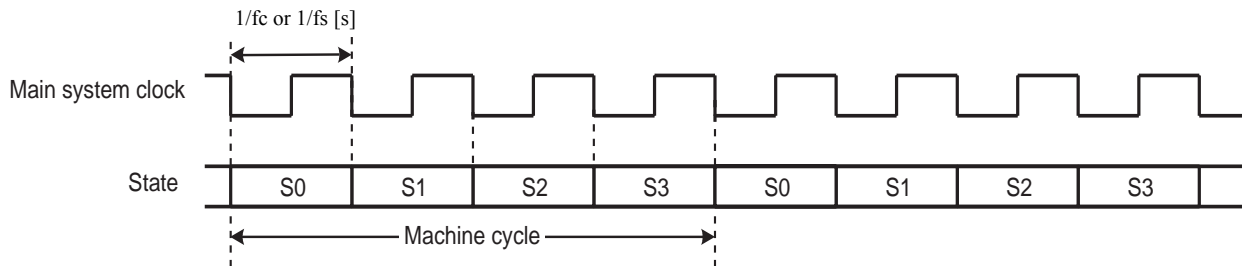 1/fc or 1/fs [s]
Main system clock
State S0 S1 S2 S3 S0 S1 S2 S3
Machine cycle